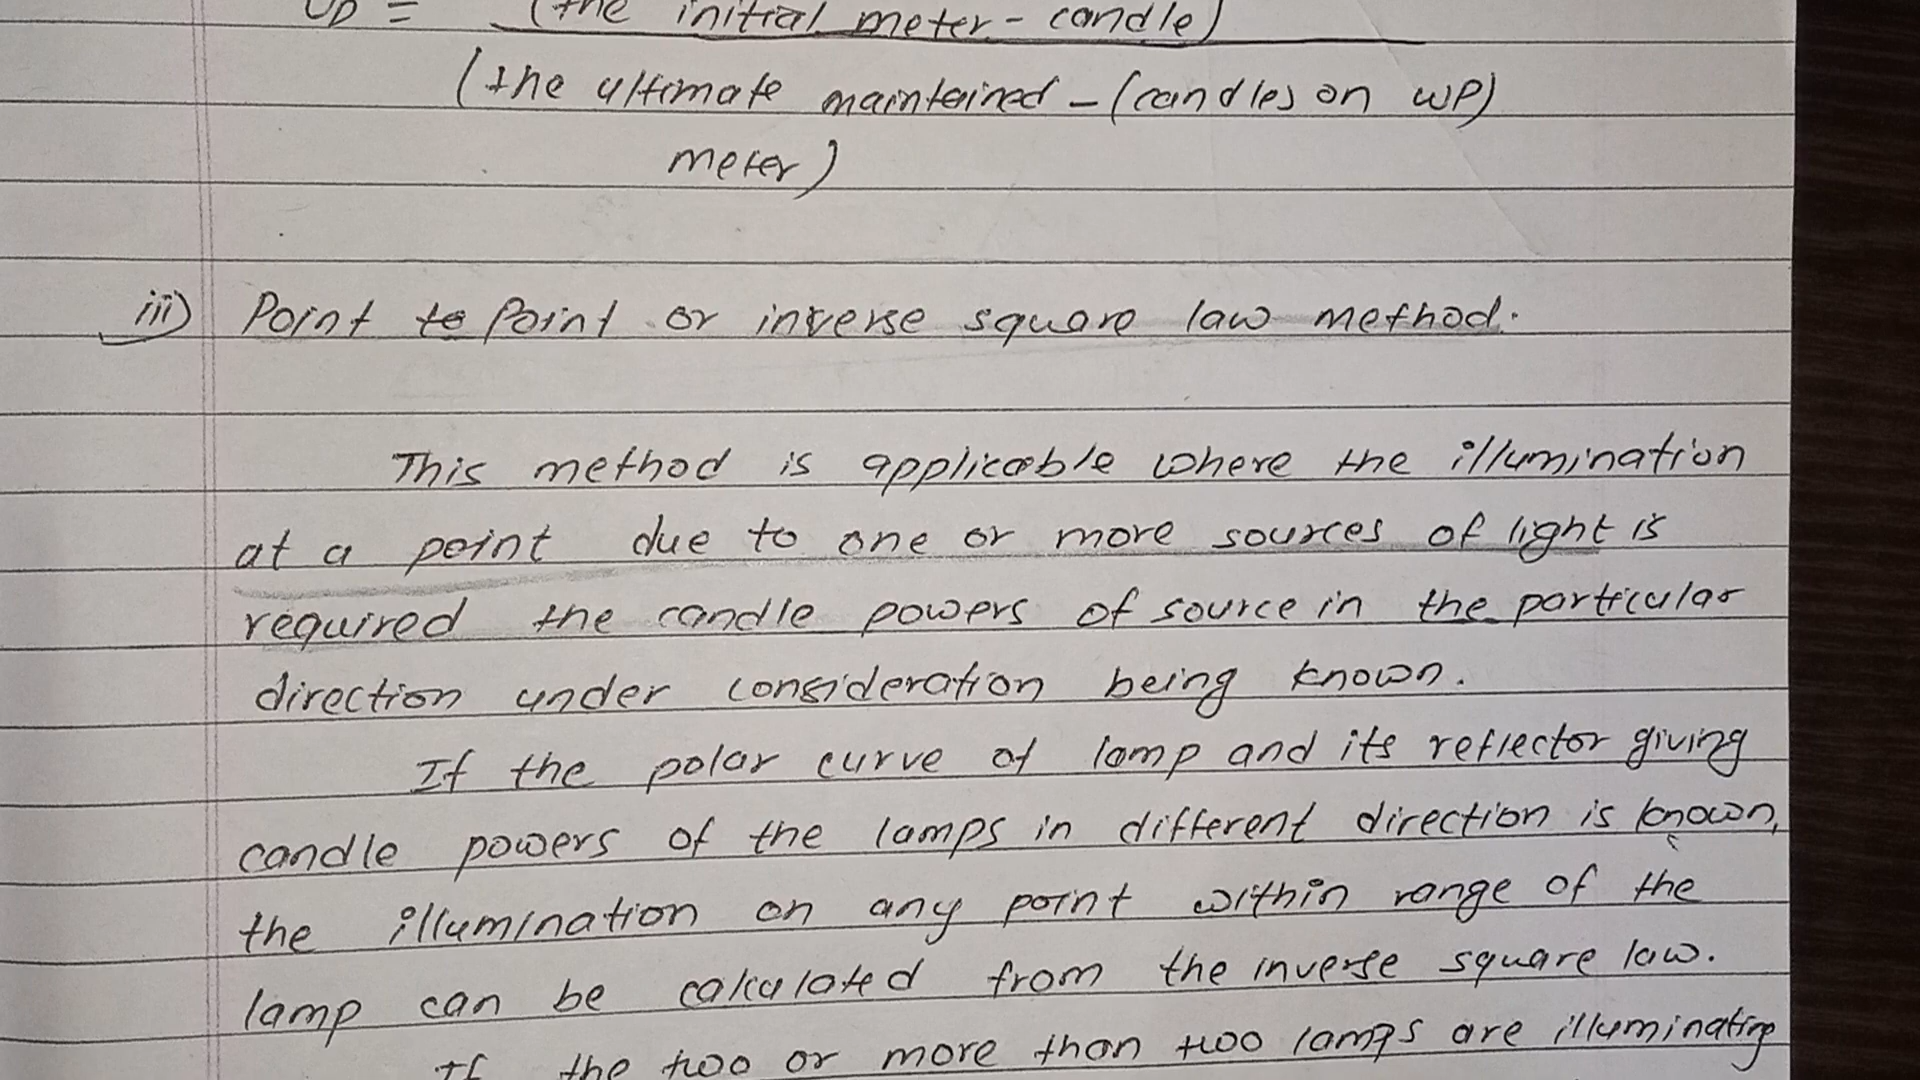 UD = (the initial meter - candle)
(the ultimate maintained - (candles on WP)
meter)
iii) Point to Point or inverse square law method.
This method is applicable where the illumination
at a point due to one or more sources of light is
required the candle powers of source in the particular
direction under consideration being known.
If the polar curve of lamp and its reflector giving
candle powers of the lamps in different direction is known,
the illumination on any point within range of the
lamp can be calculated from the inverse square law.
If the two or more than two lamps are illuminating